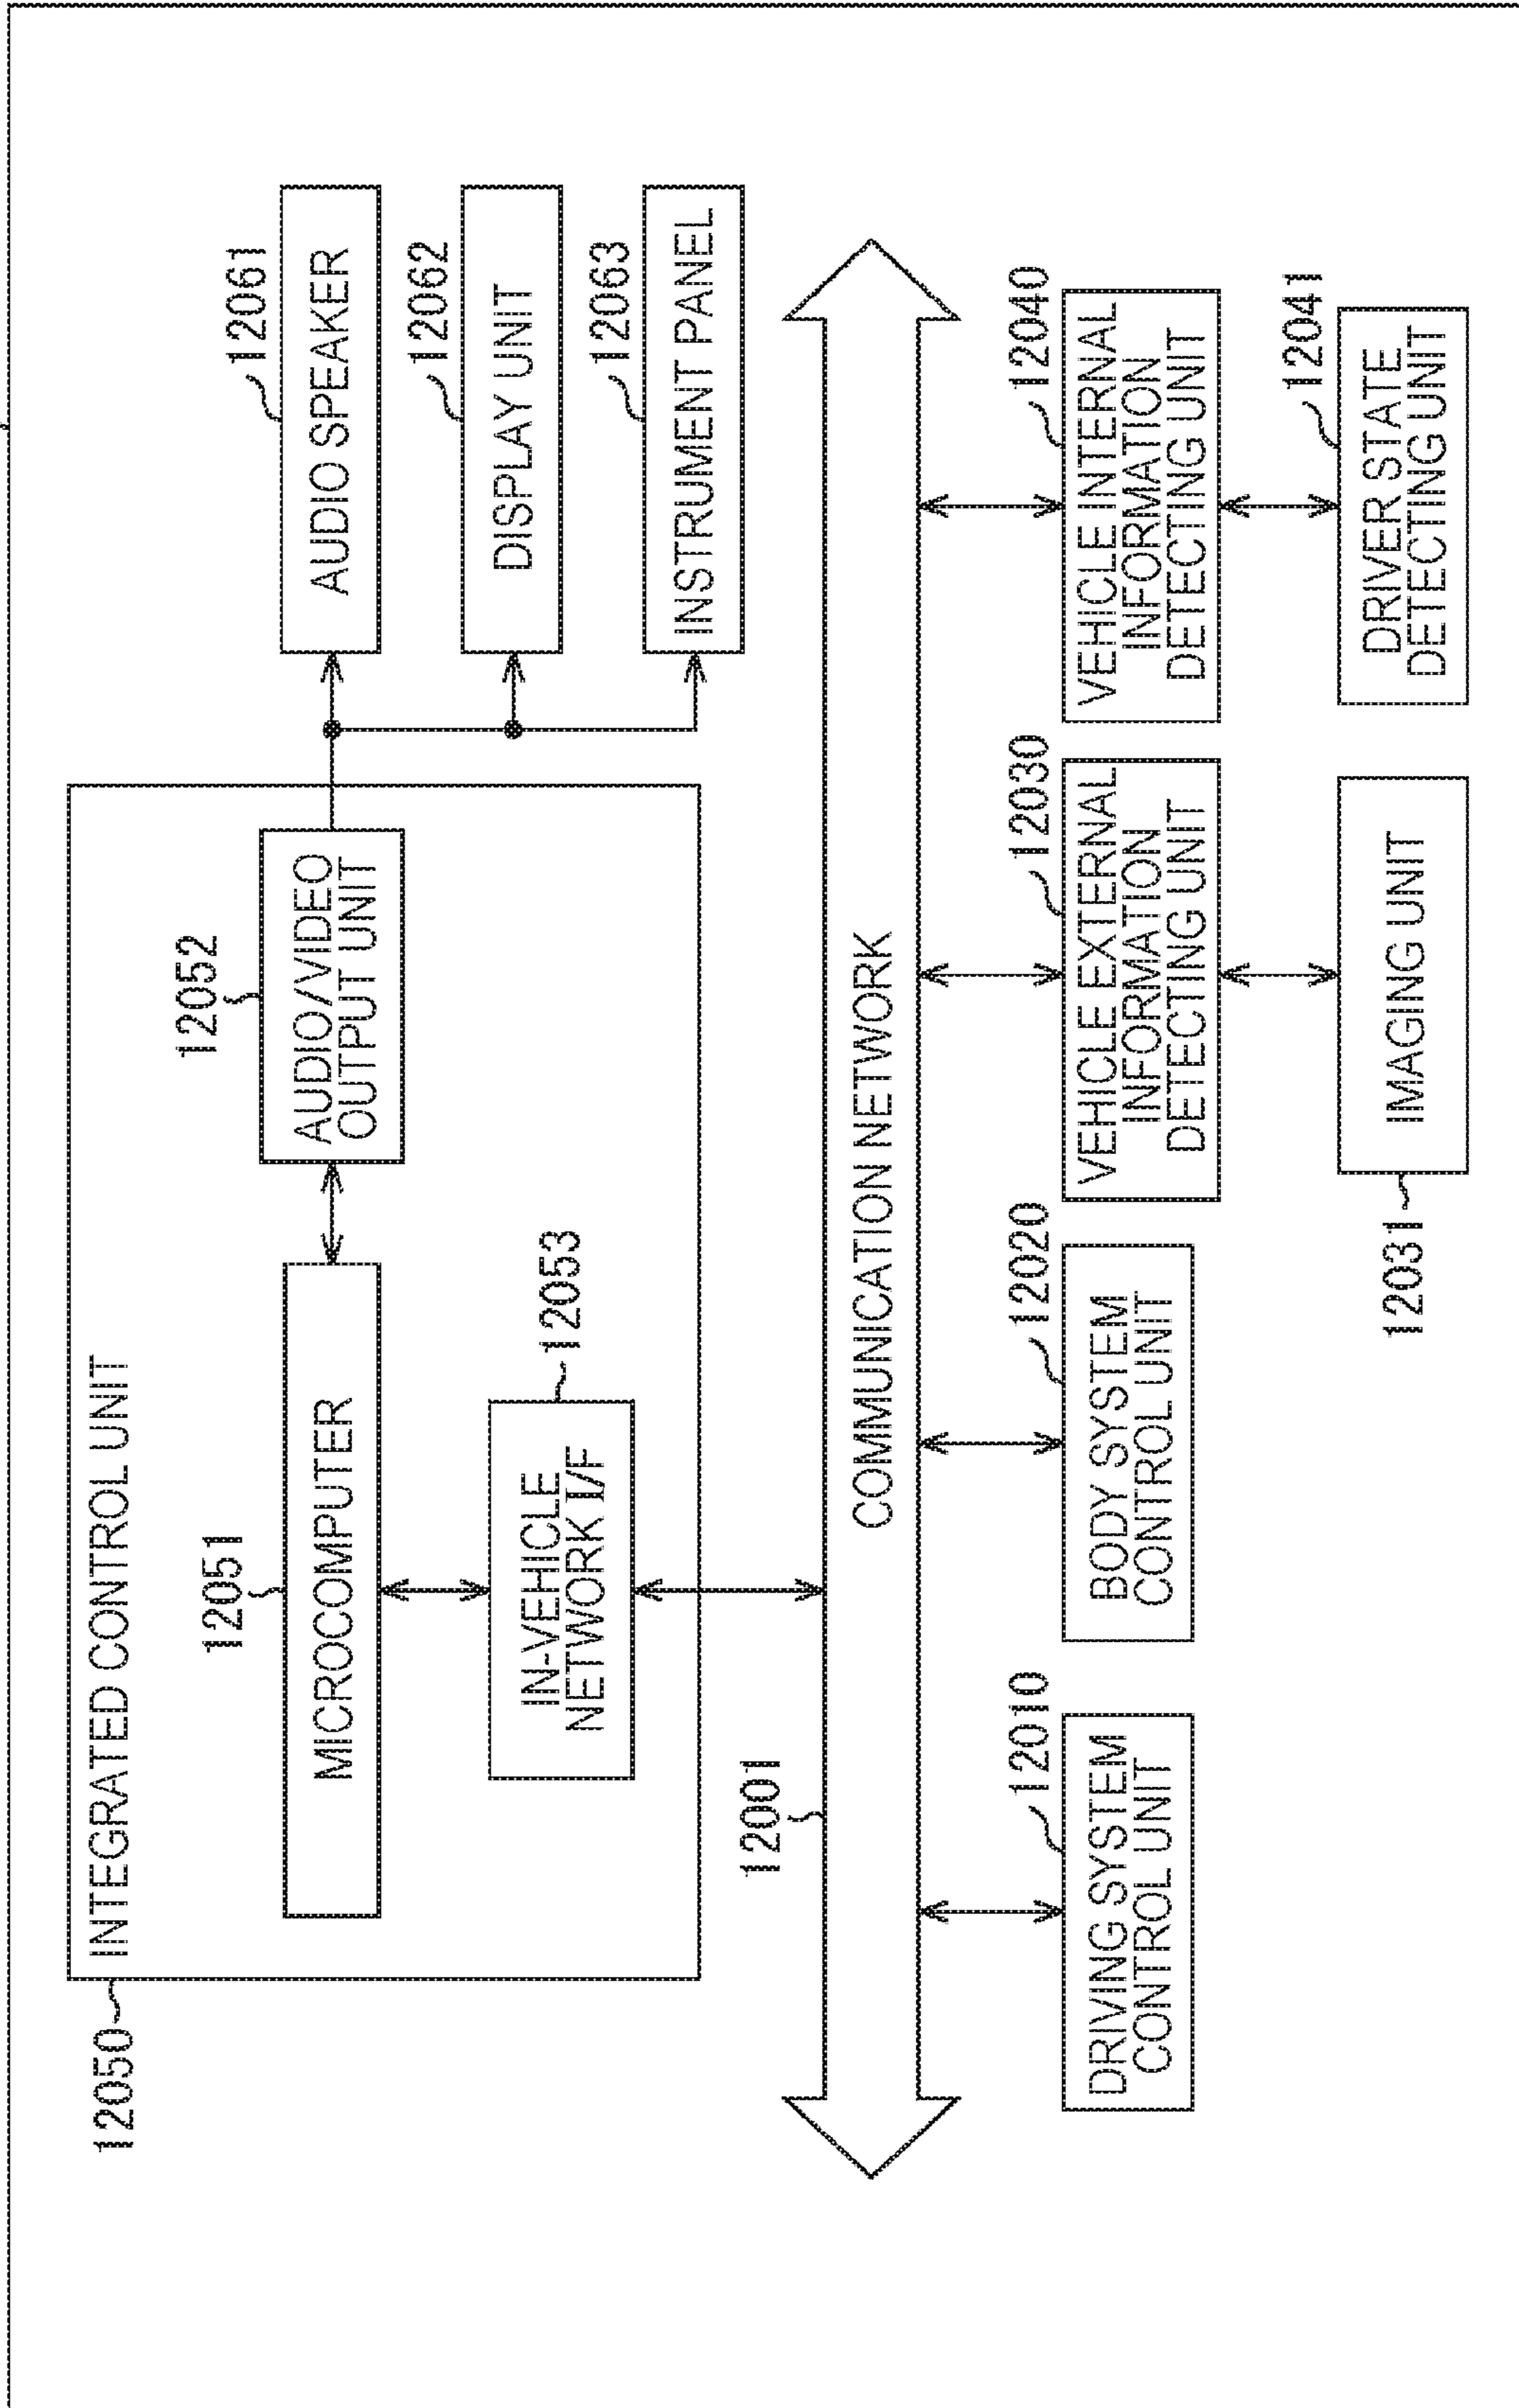 12050
INTEGRATED CONTROL UNIT
12051
MICROCOMPUTER
12052
AUDIO/VIDEO
OUTPUT UNIT
12053
IN-VEHICLE
NETWORK I/F
12061
AUDIO SPEAKER
12062
DISPLAY UNIT
12063
INSTRUMENT PANEL
12001
COMMUNICATION NETWORK
12010
DRIVING SYSTEM
CONTROL UNIT
12020
BODY SYSTEM
CONTROL UNIT
12030
VEHICLE EXTERNAL
INFORMATION
DETECTING UNIT
12040
VEHICLE INTERNAL
INFORMATION
DETECTING UNIT
12031
IMAGING UNIT
12041
DRIVER STATE
DETECTING UNIT